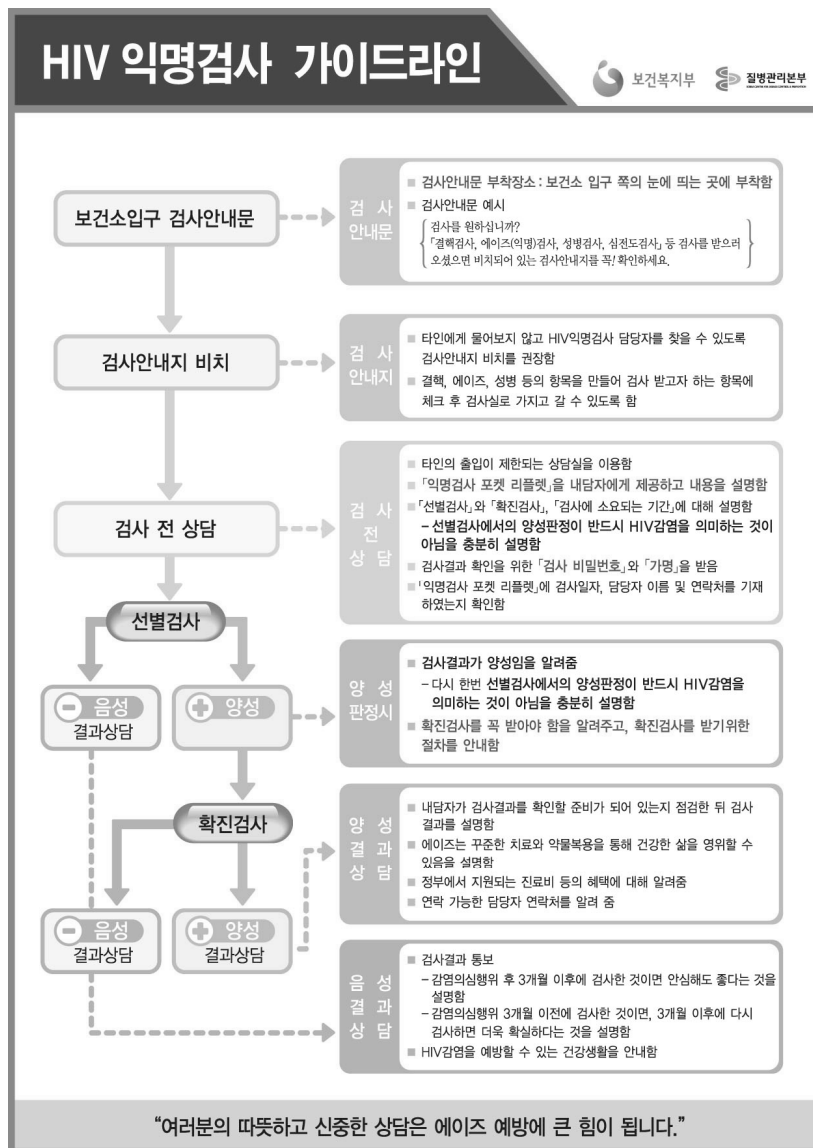 HIV 익명검사 가이드라인
보건복지부
질병관리본부
보건소입구 검사안내문
검 사
안내문
■ 검사안내문 부착장소 : 보건소 입구 쪽의 눈에 띄는 곳에 부착함
■ 검사안내문 예시
검사를 원하십니까?
「결핵검사, 에이즈(익명)검사, 성병검사, 심전도검사」 등 검사를 받으러
오셨으면 비치되어 있는 검사안내지를 꼭! 확인하세요.
검사안내지 비치
검 사
안내지
■ 타인에게 물어보지 않고 HIV익명검사 담당자를 찾을 수 있도록
검사안내지 비치를 권장함
■ 결핵, 에이즈, 성병 등의 항목을 만들어 검사 받고자 하는 항목에
체크 후 검사실로 가지고 갈 수 있도록 함
검사 전 상담
검 사
전
상 담
■ 타인의 출입이 제한되는 상담실을 이용함
■ 「익명검사 포켓 리플렛」을 내담자에게 제공하고 내용을 설명함
■ 「선별검사」와 「확진검사」, 「검사에 소요되는 기간」에 대해 설명함
– 선별검사에서의 양성판정이 반드시 HIV감염을 의미하는 것이
아님을 충분히 설명함
■ 검사결과 확인을 위한 「검사 비밀번호」와 「가명」을 받음
■ 「익명검사 포켓 리플렛」에 검사일자, 담당자 이름 및 연락처를 기재
하였는지 확인함
선별검사
음성
결과상담
양성
양 성
판정시
■ 검사결과가 양성임을 알려줌
– 다시 한번 선별검사에서의 양성판정이 반드시 HIV감염을
의미하는 것이 아님을 충분히 설명함
■ 확진검사를 꼭 받아야 함을 알려주고, 확진검사를 받기위한
절차를 안내함
확진검사
음성
결과상담
양성
결과상담
양 성
결 과
상 담
■ 내담자가 검사결과를 확인할 준비가 되어 있는지 점검한 뒤 검사
결과를 설명함
■ 에이즈는 꾸준한 치료와 약물복용을 통해 건강한 삶을 영위할 수
있음을 설명함
■ 정부에서 지원되는 진료비 등의 혜택에 대해 알려줌
■ 연락 가능한 담당자 연락처를 알려 줌
음 성
결 과
상 담
■ 검사결과 통보
– 감염의심행위 후 3개월 이후에 검사한 것이면 안심해도 좋다는 것을
설명함
– 감염의심행위 3개월 이전에 검사한 것이면, 3개월 이후에 다시
검사하면 더욱 확실하다는 것을 설명함
■ HIV감염을 예방할 수 있는 건강생활을 안내함
“여러분의 따뜻하고 신중한 상담은 에이즈 예방에 큰 힘이 됩니다.”